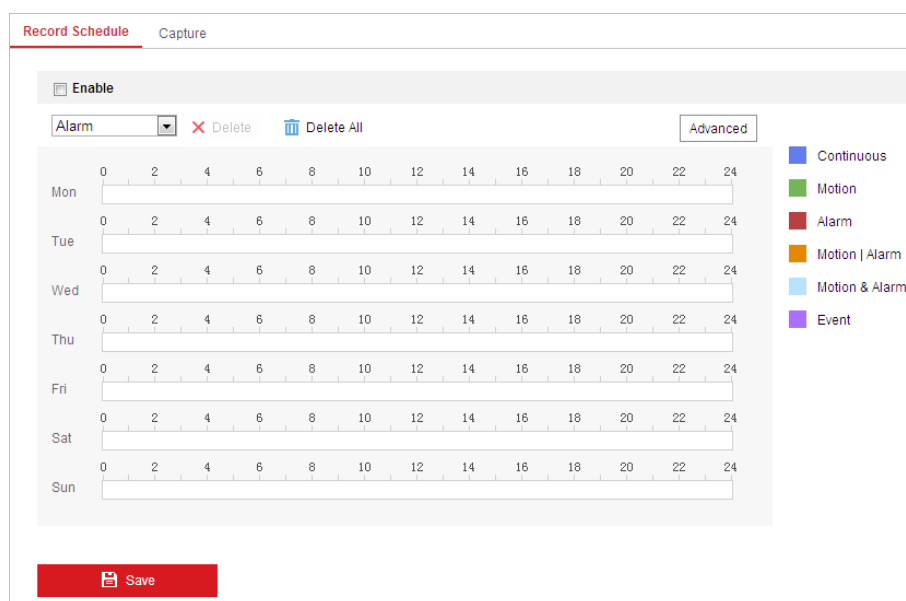 Record Schedule Capture
Enable
Alarm Delete Delete All Advanced
Continuous
Motion
Alarm
Motion | Alarm
Motion & Alarm
Event
0 2 4 6 8 10 12 14 16 18 20 22 24
Mon
0 2 4 6 8 10 12 14 16 18 20 22 24
Tue
0 2 4 6 8 10 12 14 16 18 20 22 24
Wed
0 2 4 6 8 10 12 14 16 18 20 22 24
Thu
0 2 4 6 8 10 12 14 16 18 20 22 24
Fri
0 2 4 6 8 10 12 14 16 18 20 22 24
Sat
0 2 4 6 8 10 12 14 16 18 20 22 24
Sun
Save